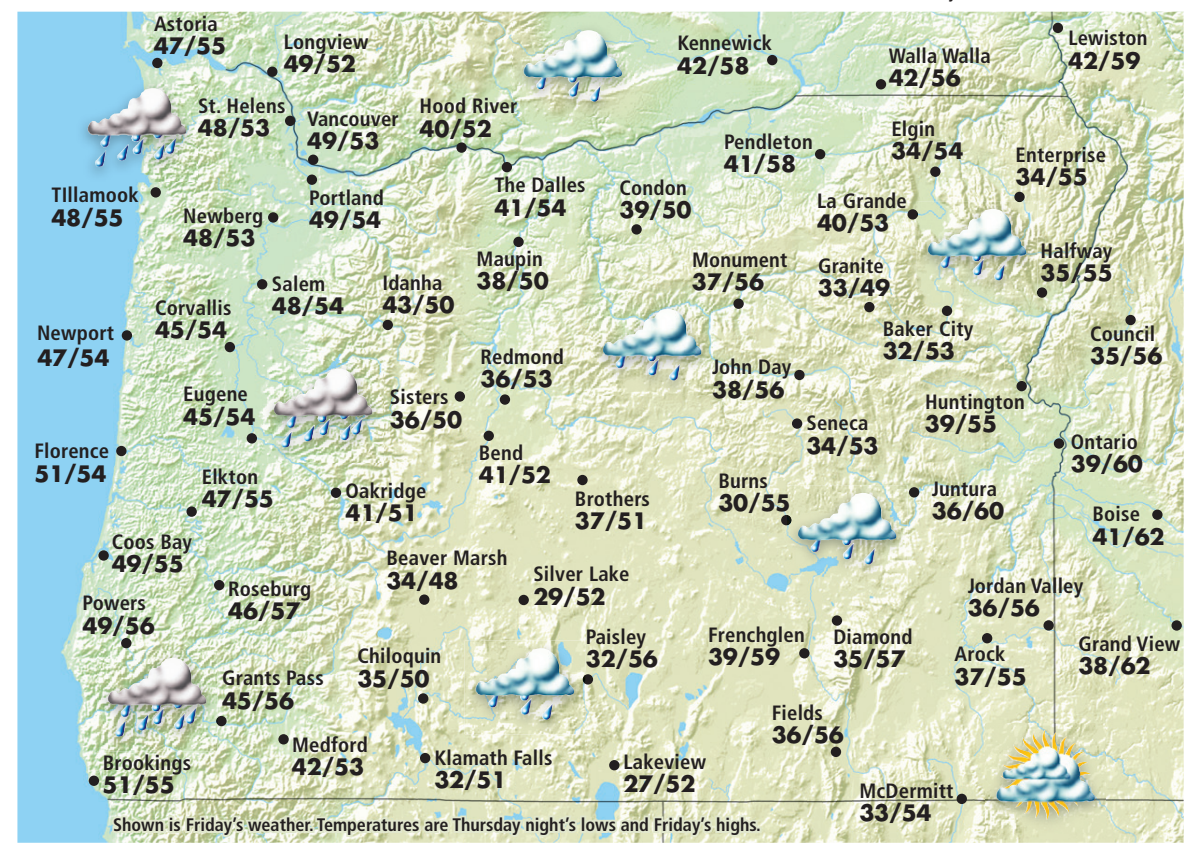 Astoria
47/55
Longview
49/52
Kennewick
42/58
Walla Walla
42/56
Lewiston
42/59
St. Helens
48/53
Vancouver
49/53
Hood River
40/52
Pendleton
41/58
Elgin
34/54
Enterprise
34/55
TIllamook
48/55
Newberg
48/53
Portland
49/54
The Dalles
41/54
Condon
39/50
La Grande
40/53
Maupin
38/50
Monument
37/56
Granite
33/49
Halfway
35/55
Salem
48/54
Idanha
43/50
Corvallis
45/54
Newport
47/54
Baker City
32/53
Council
35/56
Redmond
36/53
John Day
38/56
Eugene
45/54
Sisters
36/50
Huntington
39/55
Seneca
34/53
Florence
51/54
Bend
41/52
Ontario
39/60
Elkton
47/55
Oakridge
41/51
Brothers
37/51
Burns
30/55
Juntura
36/60
Boise
41/62
Coos Bay
49/55
Beaver Marsh
34/48
Silver Lake
29/52
Roseburg
46/57
Jordan Valley
36/56
Powers
49/56
Paisley
32/56
Frenchglen
39/59
Diamond
35/57
Arock
37/55
Grand View
38/62
Chiloquin
35/50
Grants Pass
45/56
Fields
36/56
Medford
42/53
Klamath Falls
32/51
Lakeview
27/52
Brookings
51/55
McDermitt
33/54
Shown is Friday's weather. Temperatures are Thursday night's lows and Friday's highs.